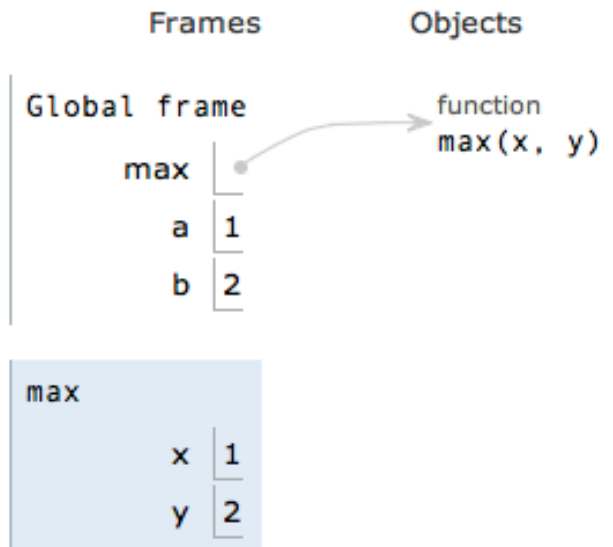 Frames Objects
Global frame
function
max(x, y)
max
a 1
b 2
max
x 1
y 2